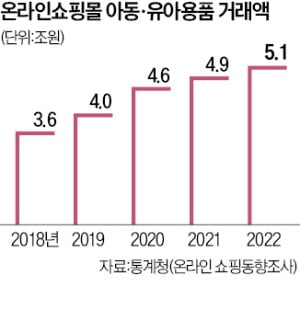 온라인쇼핑몰 아동·유아용품 거래액
(단위:조원)
3.6 4.0 4.6 4.9 5.1
2018년 2019 2020 2021 2022
자료:통계청(온라인 쇼핑동향조사)